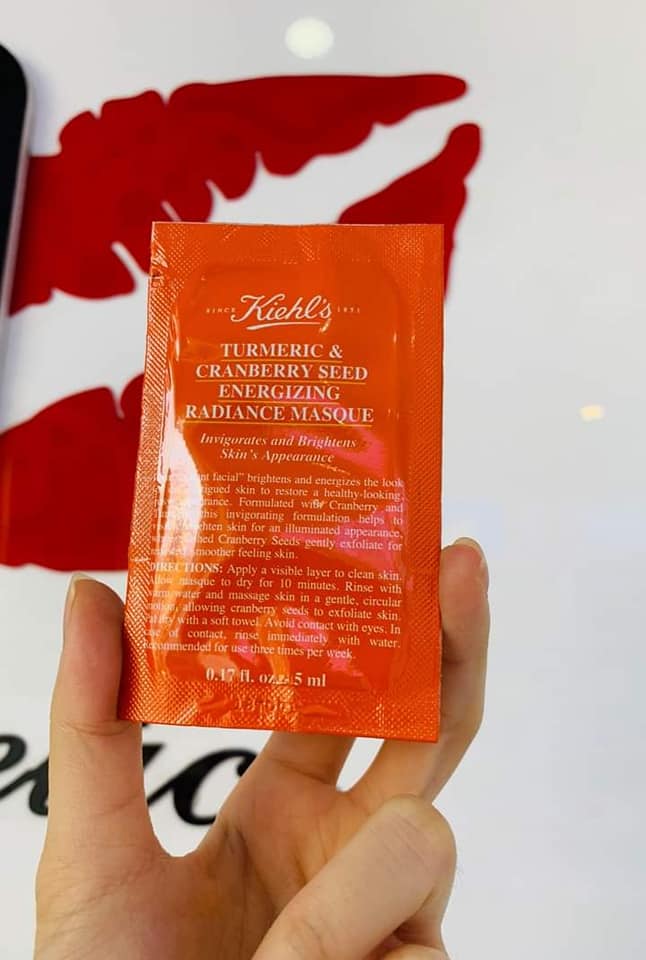 SINCE Kiehl's 1851
TURMERIC &
CRANBERRY SEED
ENERGIZING
RADIANCE MASQUE
Invigorates and Brightens
Skin's Appearance
facial" brightens and energizes the look
skin to restore a healthy-looking,
Formulated with Cranberry and
this invigorating formulation helps to
skin for an illuminated appearance,
Cranberry Seeds gently exfoliate for
smoother feeling skin.
DIRECTIONS: Apply a visible layer to clean skin.
Allow masque to dry for 10 minutes. Rinse with
warm water and massage skin in a gentle, circular
motion, allowing cranberry seeds to exfoliate skin.
dry with a soft towel. Avoid contact with eyes. In
case of contact, rinse immediately with water.
Recommended for use three times per week.
0.17 fl. oz. - 5 ml